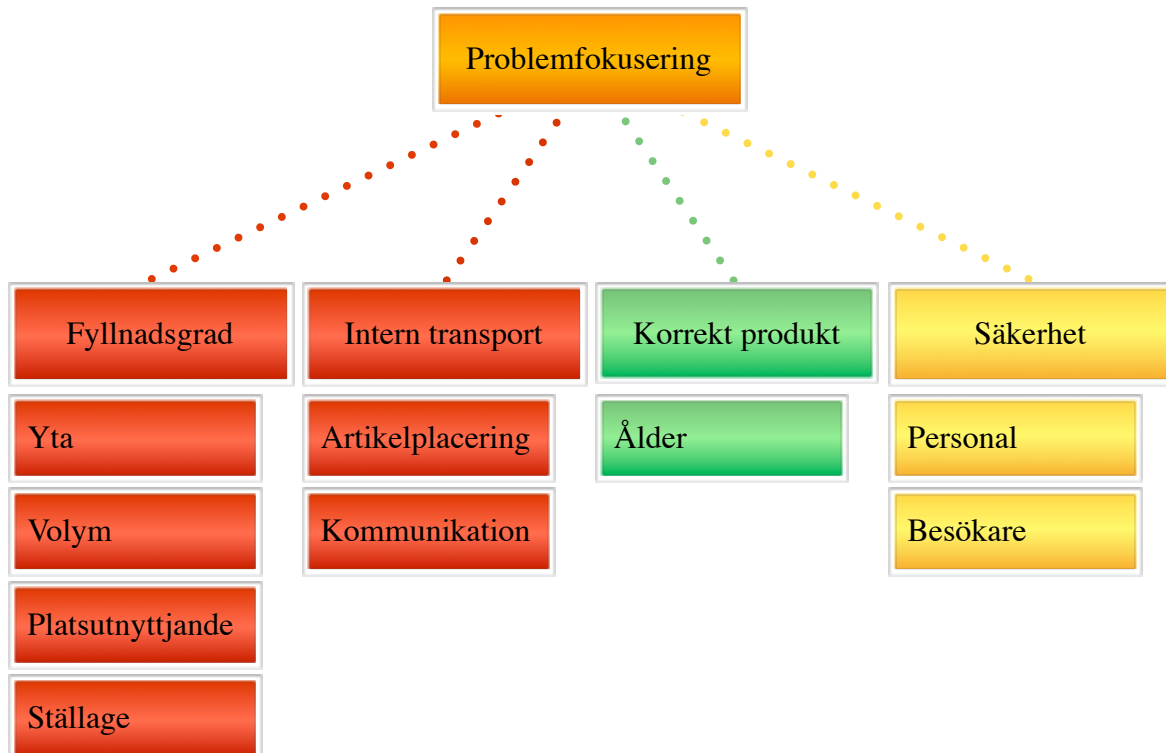 Problemfokusering
Fyllnadsgrad
Yta
Volym
Platsutnyttjande
Ställage
Intern transport
Artikelplacering
Kommunikation
Korrekt produkt
Ålder
Säkerhet
Personal
Besökare